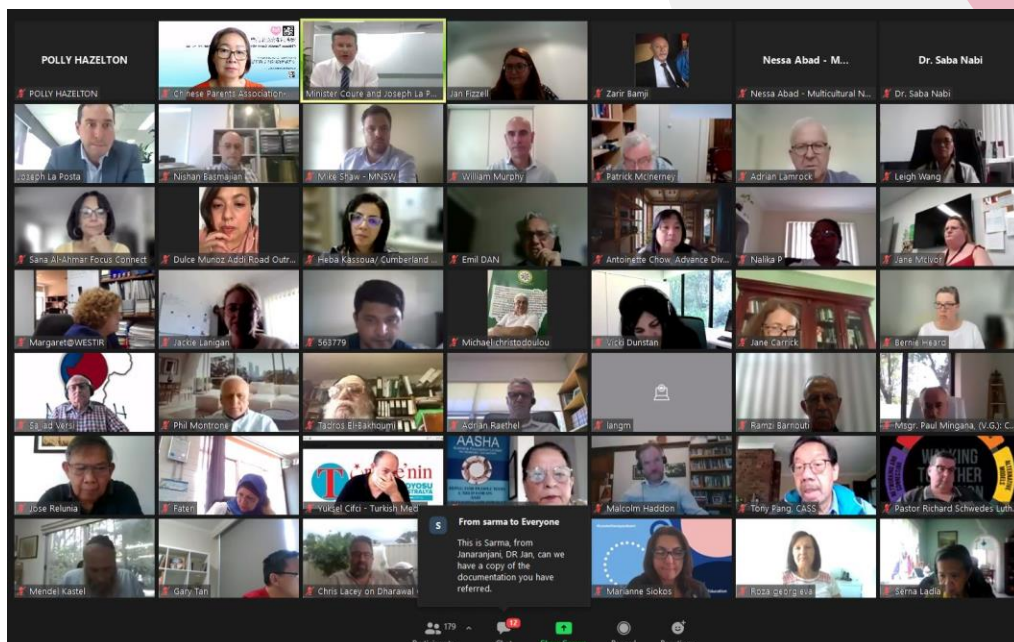 POLLY HAZELTON
Nessa Abad - M...
Dr. Saba Nabi
POLLY HAZELTON
Chinese Parents Association-
Minister Coure and Joseph La P...
Jan Fizzell
Zarir Bamji
Nessa Abad - Multicultural N...
Dr. Saba Nabi
Joseph La Posta
Nishan Basmajian
Mike Shaw - MNSW
William Murphy
Patrick McInerney
Adrian Lamrock
Leigh Wang
Sana Al-Ahmar Focus Connect
Dulce Munoz Addi Road Outr...
Heba Kassoua/ Cumberland ...
Emil DAN
Antoinette Chow, Advance Div...
Nalika P
Jane McIvor
Margaret@WESTIR
Jackie Lanigan
563779
Michael christodoulou
Vicki Dunstan
Jane Carrick
Bernie Heard
Sajjad Versi
Phil Montrone
Tadros El-Bakhoumi
Adrian Raethel
langm
Ramzi Barnouti
Msgr. Paul Mingana, (V.G.): C...
AASHA
WORKING
TOGETHER
Jose Relunia
Faten
Yuksel Cifci - Turkish Med
Malcolm Haddon
Tony Pang, CASS
Pastor Richard Schwedes Luth.
S
From sarma to Everyone
This is Sarma, from
Janaranjani, DR Jan, can we
have a copy of the
documentation you have
referred.
Mendel Kastel
Gary Tan
Chris Lacey on Dharawal
Marianne Siokos
Education
Roza georgieva
Serna Ladia
179
12